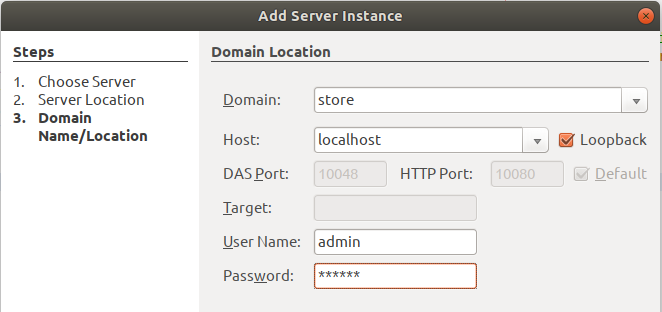 Add Server Instance
Steps
1. Choose Server
2. Server Location
3. Domain
Name/Location
Domain Location
Domain: store
Host: localhost Loopback
DAS Port: 10048 HTTP Port: 10080 Default
Target:
User Name: admin
Password: ******